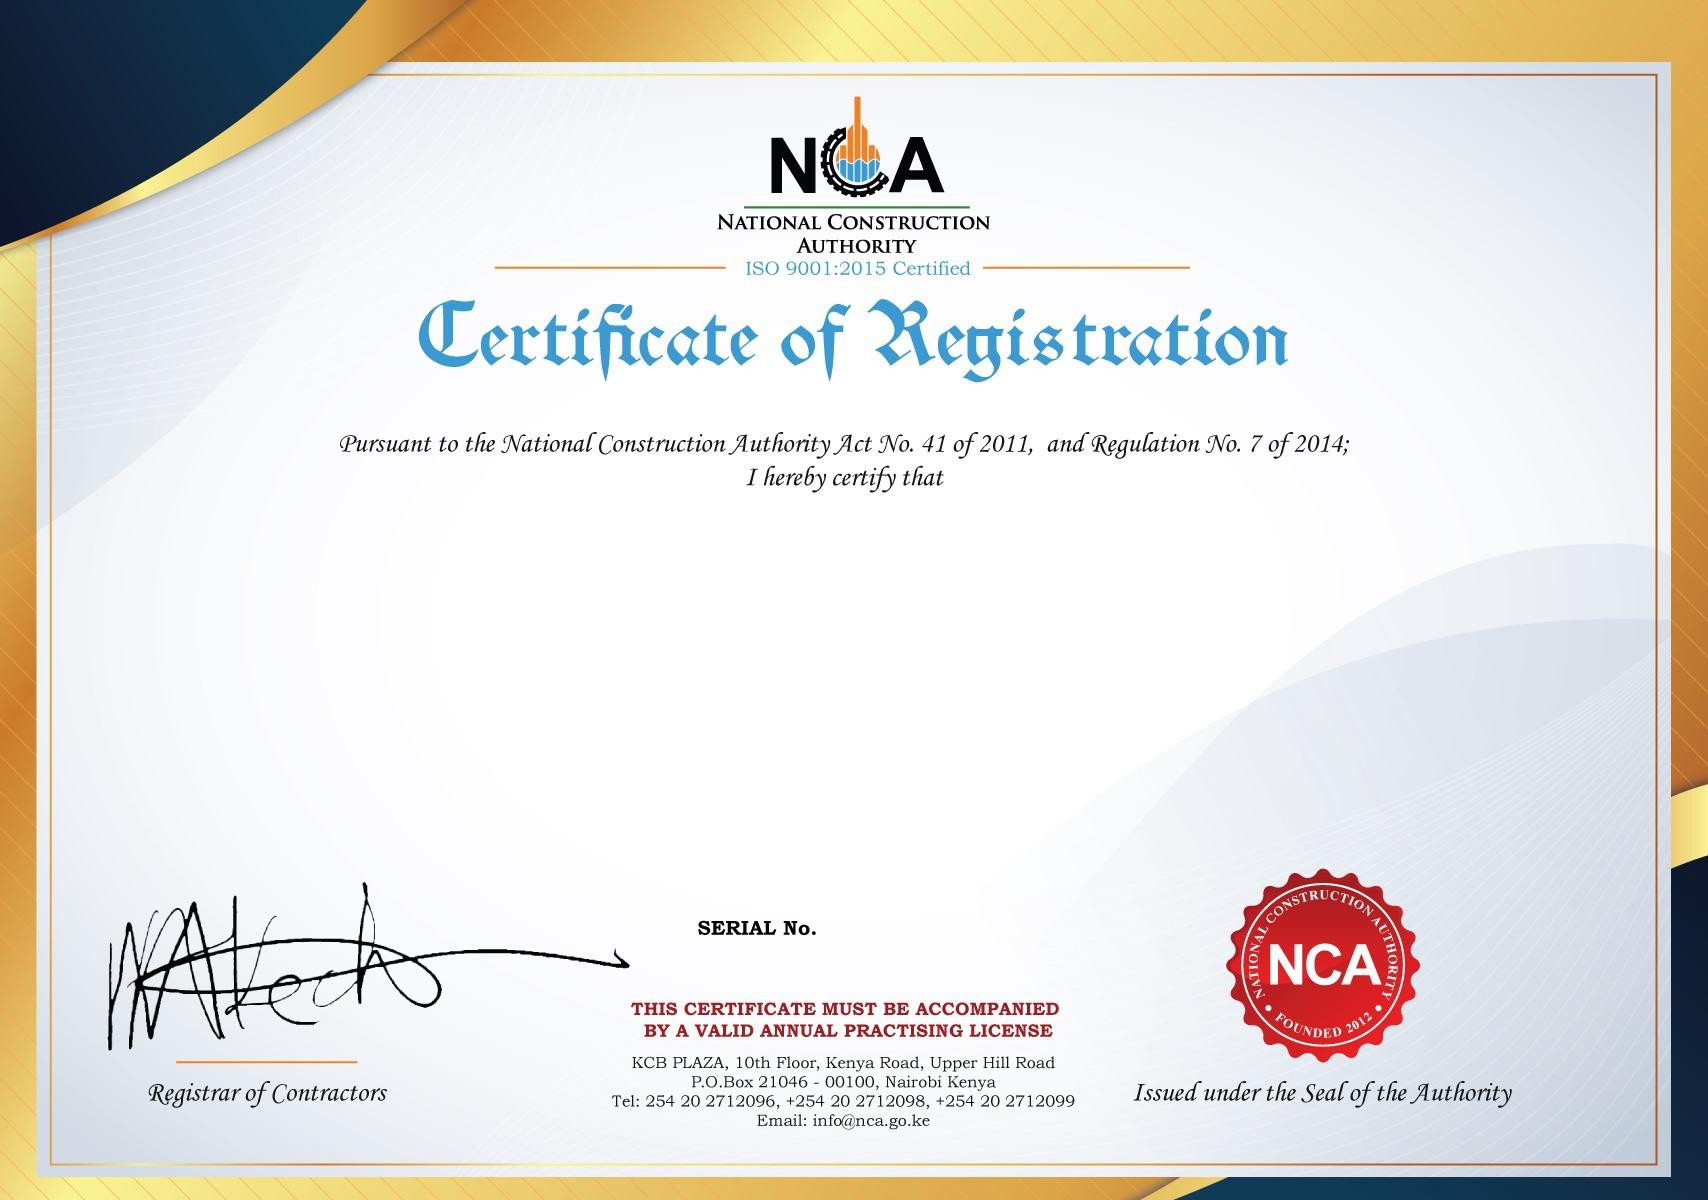 NCA
NATIONAL CONSTRUCTION
AUTHORITY
ISO 9001:2015 Certified
Certificate of Registration
Pursuant to the National Construction Authority Act No. 41 of 2011, and Regulation No. 7 of 2014;
I hereby certify that
SERIAL No.
THIS CERTIFICATE MUST BE ACCOMPANIED
BY A VALID ANNUAL PRACTISING LICENSE
KCB PLAZA, 10th Floor, Kenya Road, Upper Hill Road
P.O.Box 21046 - 00100, Nairobi Kenya
Tel: 254 20 2712096, +254 20 2712098, +254 20 2712099
Email: info@nca.go.ke
Registrar of Contractors
NATIONAL CONSTRUCTION AUTHORITY
NCA
• FOUNDED 2012 •
Issued under the Seal of the Authority